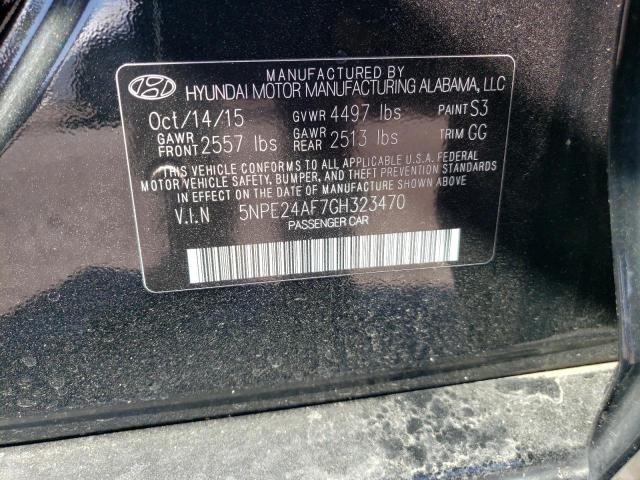 MANUFACTURED BY
HYUNDAI MOTOR MANUFACTURING ALABAMA, LLC
Oct/14/15 GVWR 4497 lbs PAINT S3
GAWR FRONT 2557 lbs GAWR REAR 2513 lbs TRIM GG
THIS VEHICLE CONFORMS TO ALL APPLICABLE U.S.A. FEDERAL
MOTOR VEHICLE SAFETY, BUMPER, AND THEFT PREVENTION STANDARDS
IN EFFECT ON THE DATE OF MANUFACTURE SHOWN ABOVE.
V.I.N 5NPE24AF7GH323470
PASSENGER CAR